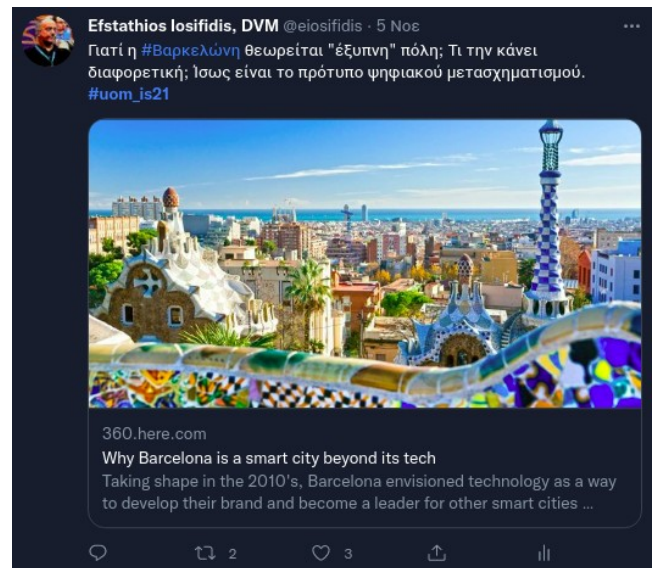 Efstathios Iosifidis, DVM @eiosifidis · 5 Νοε
Γιατί η #Βαρκελώνη θεωρείται "έξυπνη" πόλη; Τι την κάνει
διαφορετική; Ίσως είναι το πρότυπο ψηφιακού μετασχηματισμού.
#uom_is21
360.here.com
Why Barcelona is a smart city beyond its tech
Taking shape in the 2010's, Barcelona envisioned technology as a way
to develop their brand and become a leader for other smart cities ...
2 3